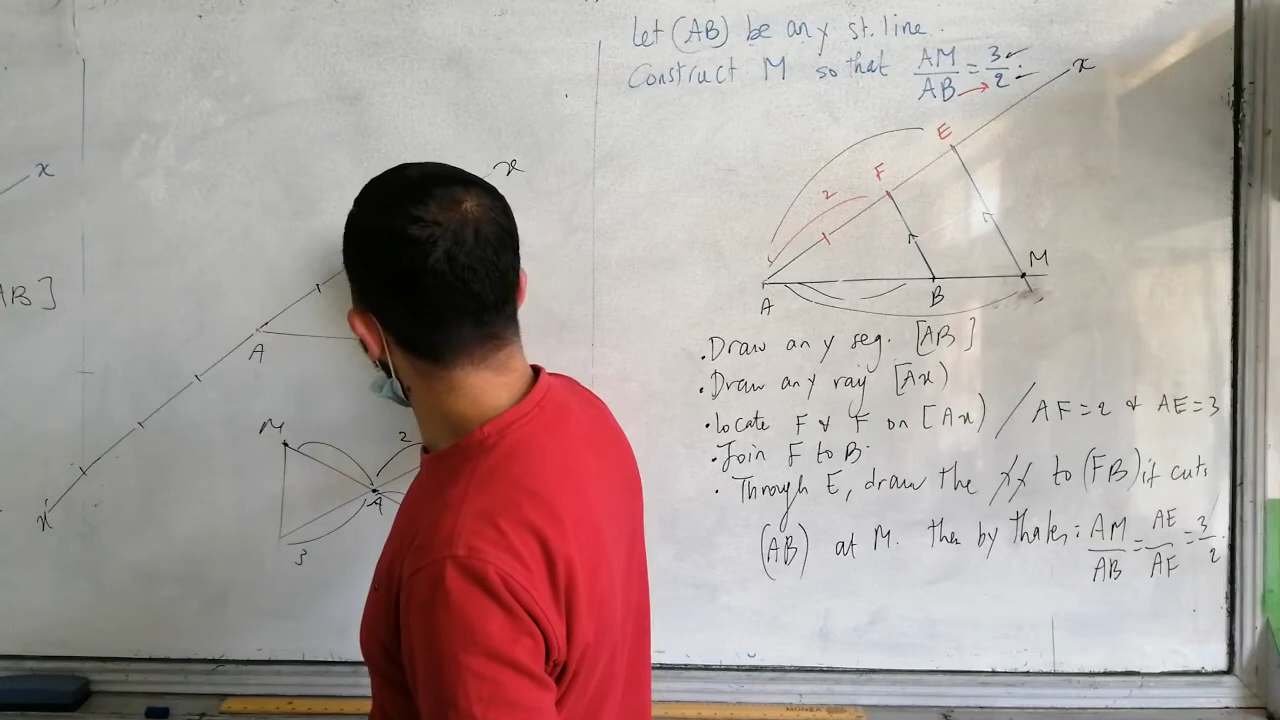 x
AB]
x
A
x'
M
2
A
3
Let (AB) be any st. line.
Construct M so that AM/AB = 3/2.
x
E
F
2
A
B
M
. Draw any seg. [AB]
. Draw any ray [Ax)
. Locate F & F on [Ax) / AF = 2 & AE = 3
. Join F to B.
. Through E, draw the // to (FB) it cuts
(AB) at M. then by thales: AM/AB = AE/AF = 3/2.
MONZA